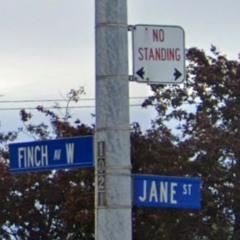 NO
STANDING
FINCH AV W
JANE ST